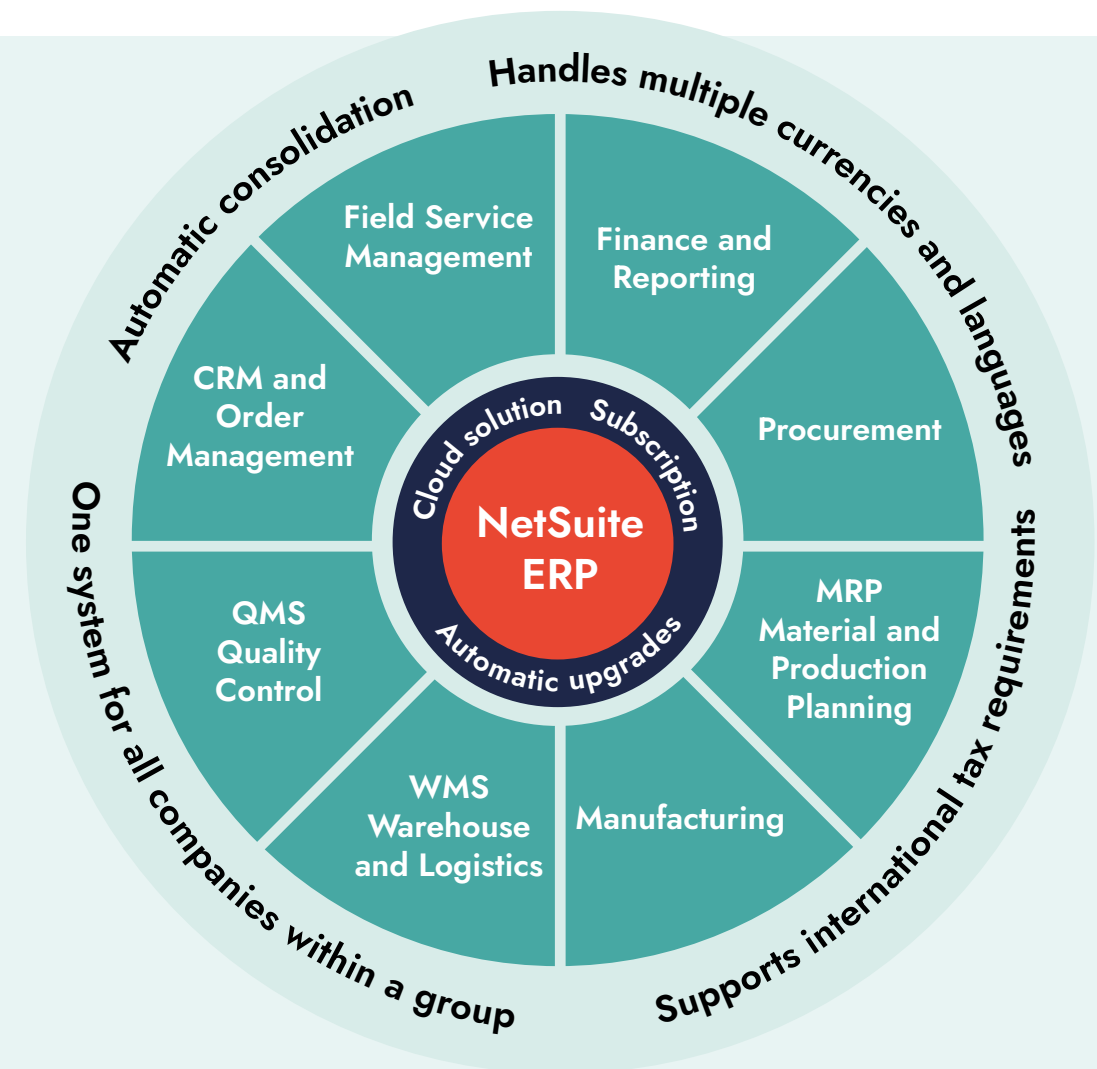 Handles multiple currencies and languages
Automatic consolidation
Field Service
Management
Finance and
Reporting
CRM and
Order
Management
Procurement
Cloud solution
Subscription
NetSuite
ERP
Automatic upgrades
QMS
Quality
Control
MRP
Material and
Production
Planning
WMS
Warehouse
and Logistics
Manufacturing
One system for all companies within a group
Supports international tax requirements